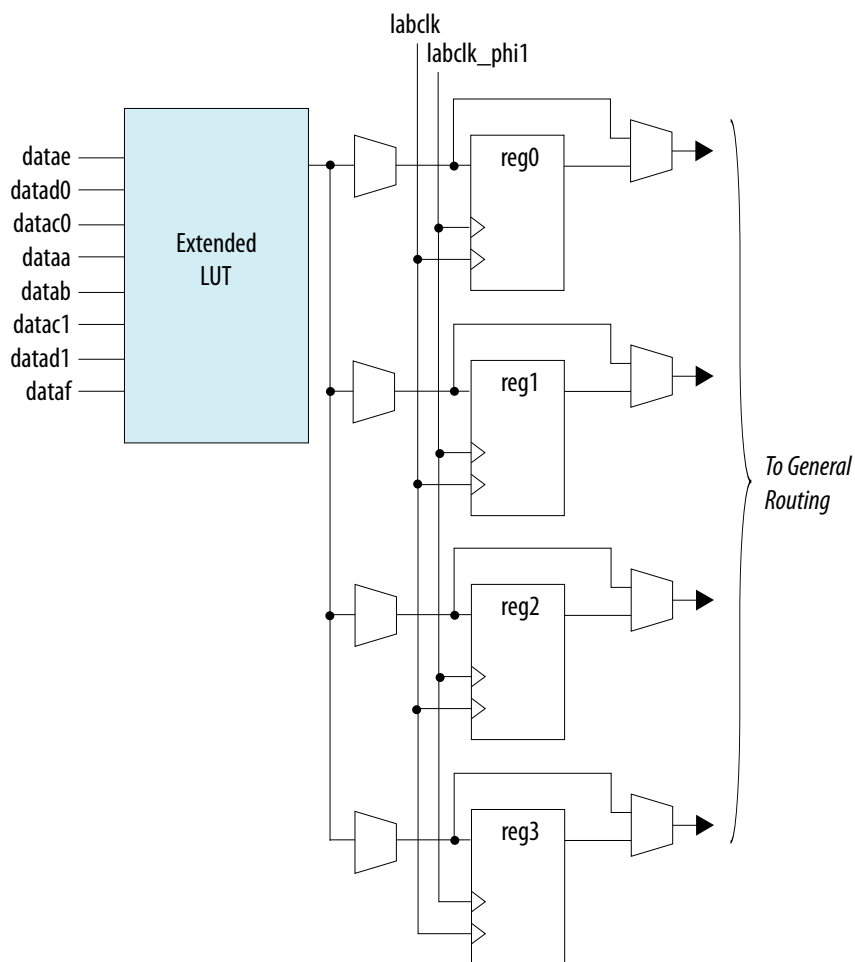 labclk
labclk_phi1
datae
datad0
datac0
dataa
datab
datac1
datad1
dataf
Extended
LUT
reg0
reg1
reg2
reg3
To General
Routing